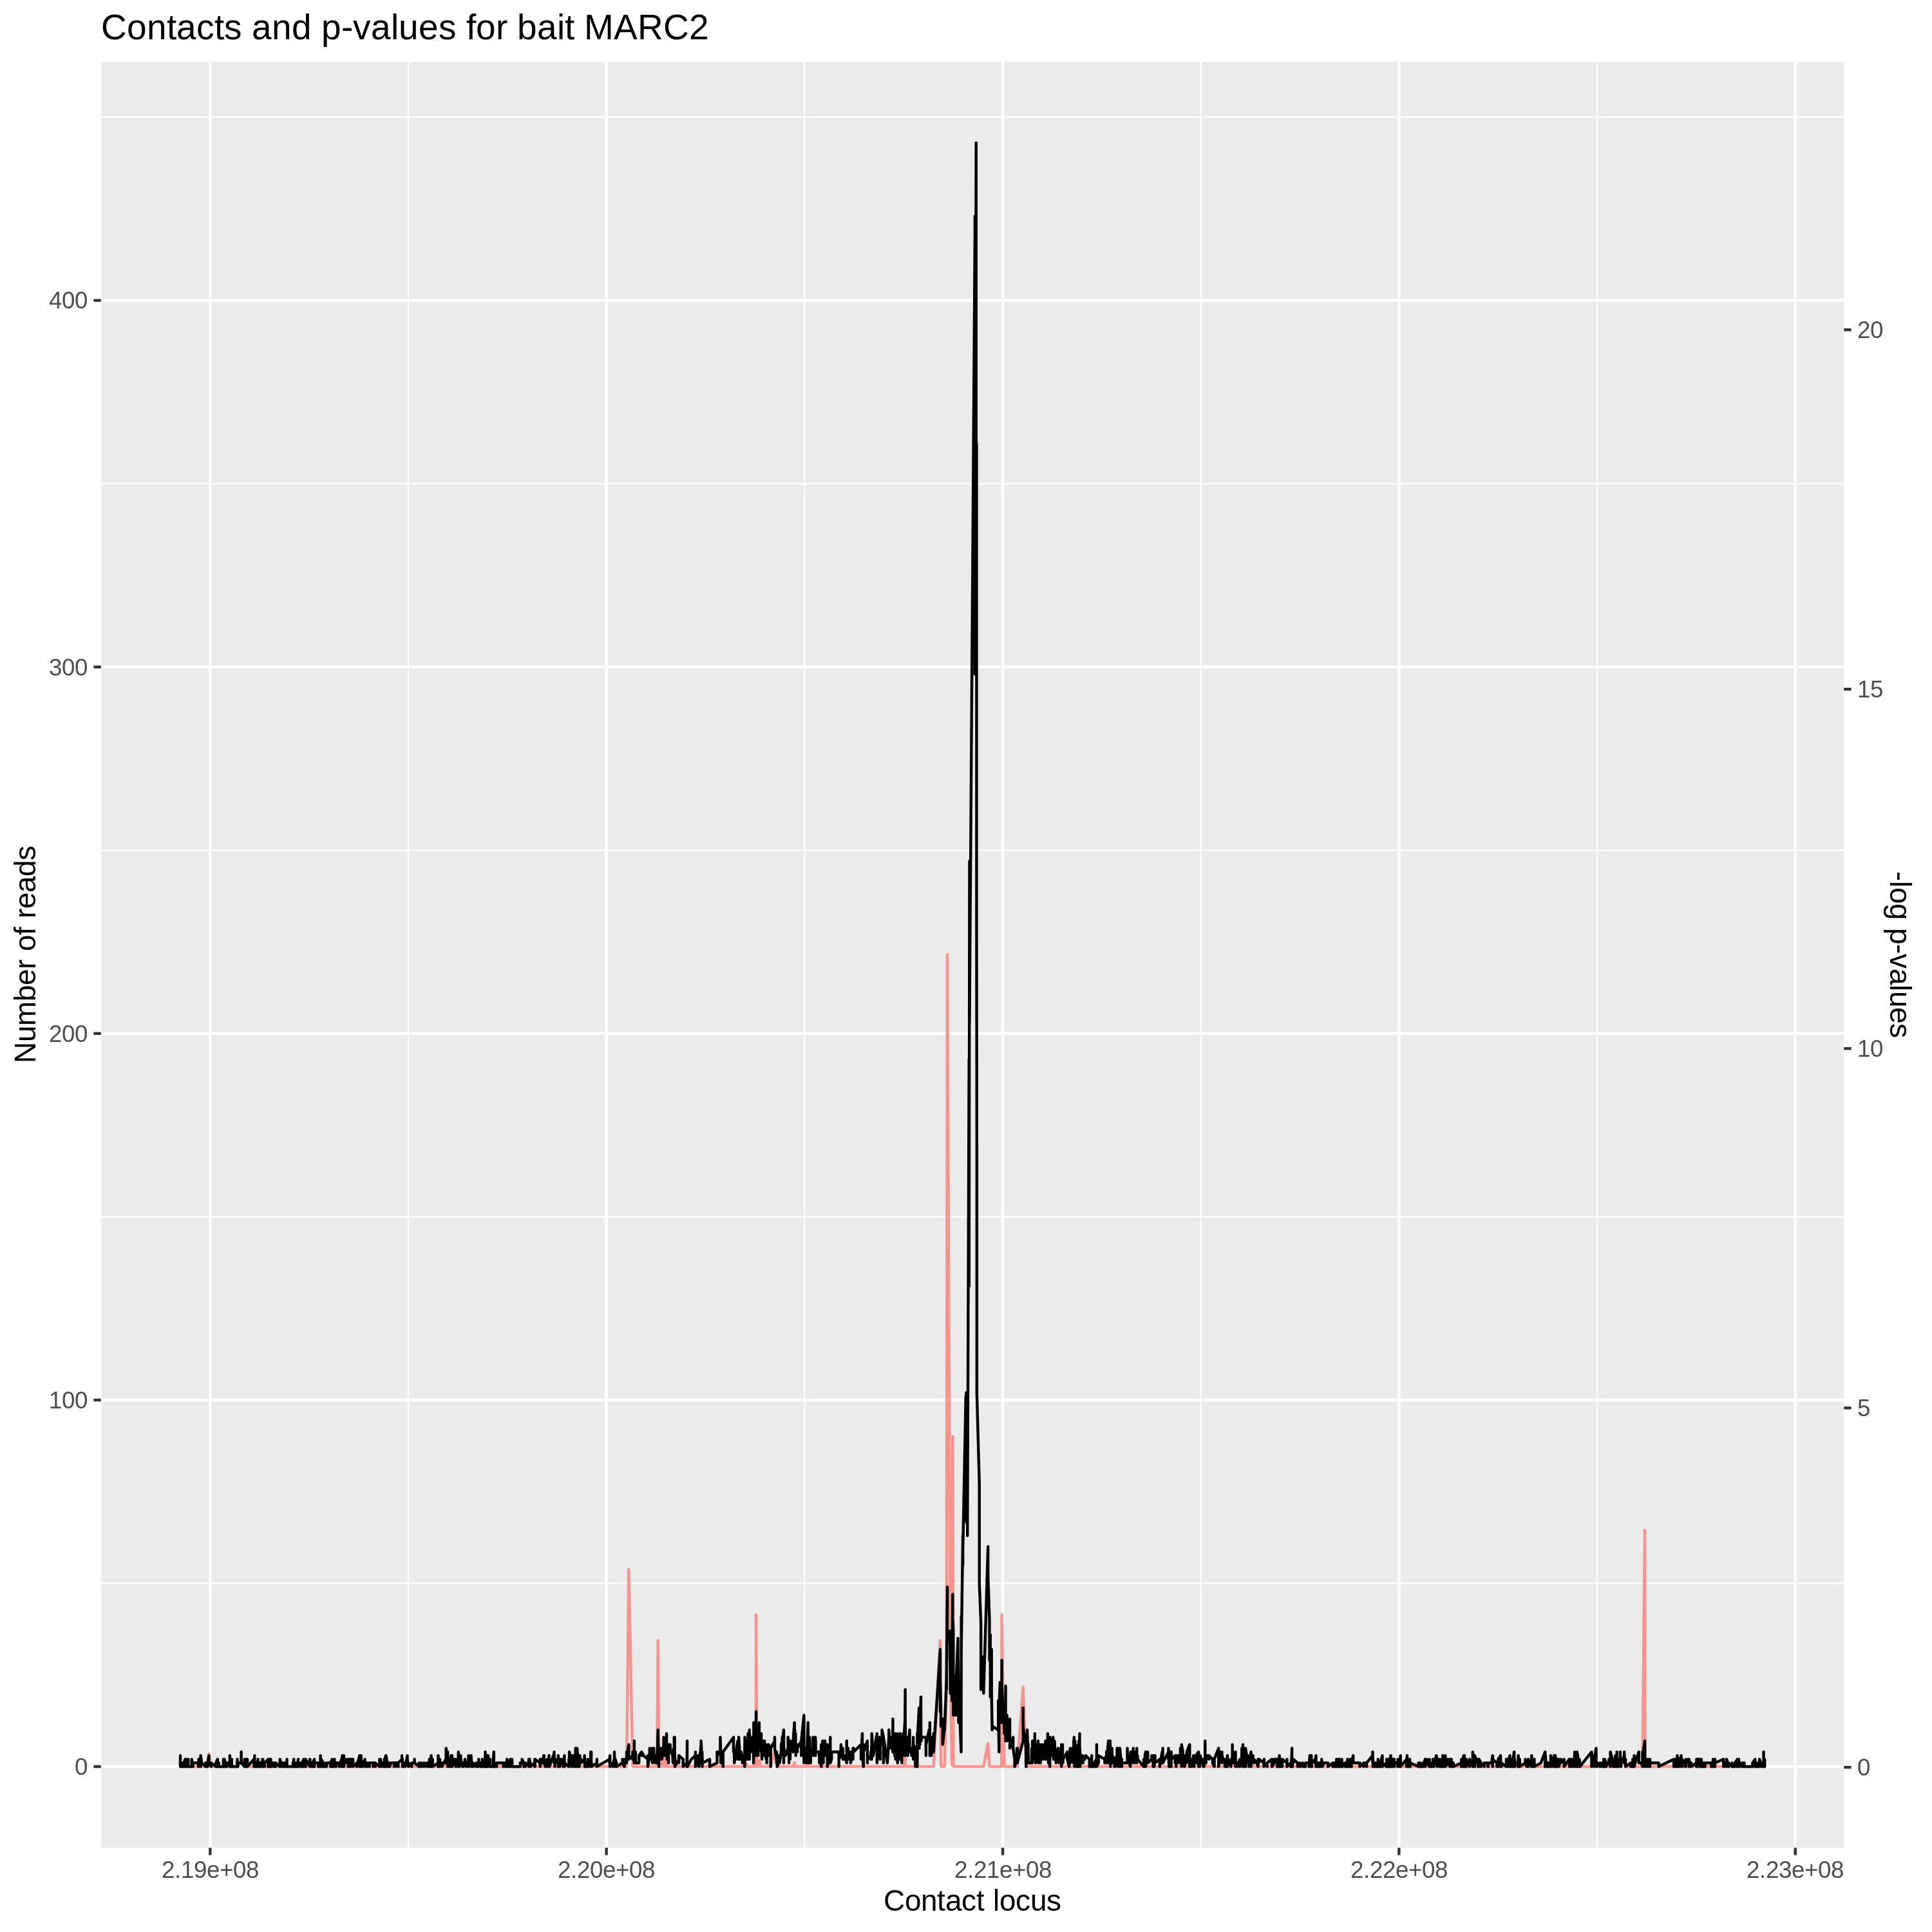 Contacts and p-values for bait MARC2
Number of reads
400
300
200
100
0
20
15
10
5
0
-log p-values
2.19e+08
2.20e+08
2.21e+08
2.22e+08
2.23e+08
Contact locus